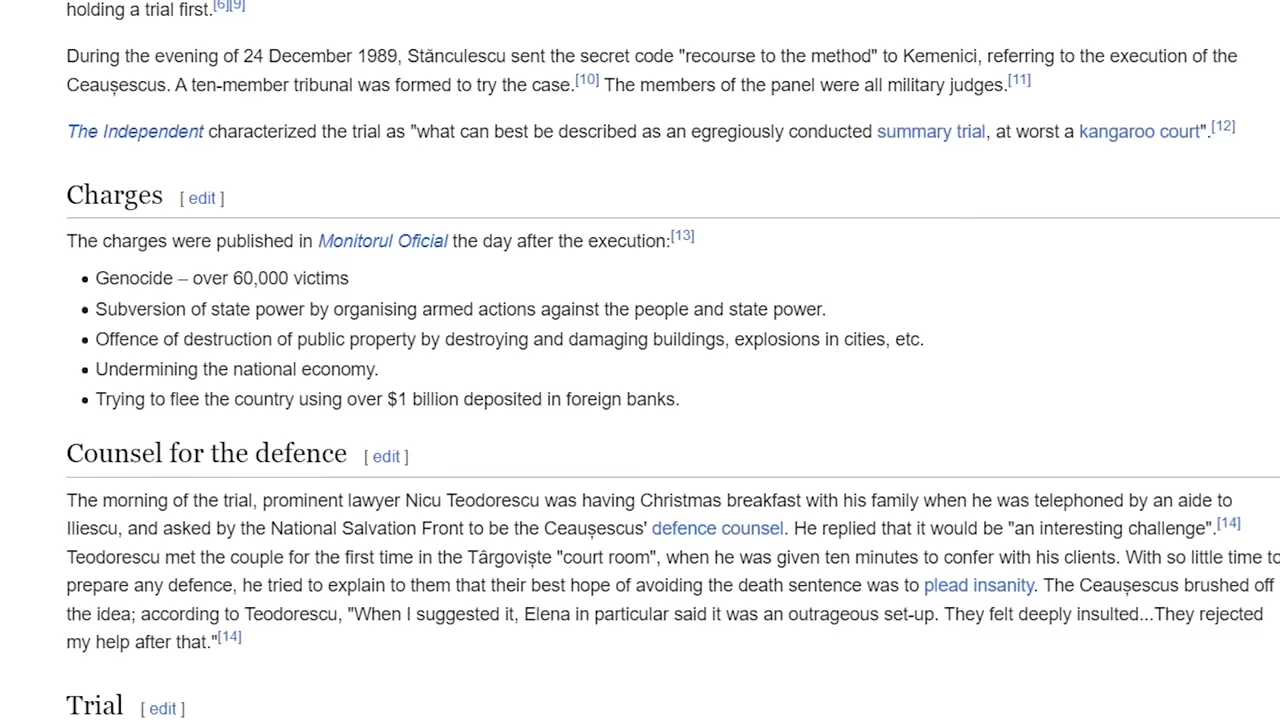 holding a trial first.[6][9]
During the evening of 24 December 1989, Stănculescu sent the secret code "recourse to the method" to Kemenici, referring to the execution of the
Ceaușescus. A ten-member tribunal was formed to try the case.[10] The members of the panel were all military judges.[11]
The Independent characterized the trial as "what can best be described as an egregiously conducted summary trial, at worst a kangaroo court".[12]
Charges [ edit ]
The charges were published in Monitorul Oficial the day after the execution:[13]
• Genocide – over 60,000 victims
• Subversion of state power by organising armed actions against the people and state power.
• Offence of destruction of public property by destroying and damaging buildings, explosions in cities, etc.
• Undermining the national economy.
• Trying to flee the country using over $1 billion deposited in foreign banks.
Counsel for the defence [ edit ]
The morning of the trial, prominent lawyer Nicu Teodorescu was having Christmas breakfast with his family when he was telephoned by an aide to
Iliescu, and asked by the National Salvation Front to be the Ceaușescus' defence counsel. He replied that it would be "an interesting challenge".[14]
Teodorescu met the couple for the first time in the Târgoviște "court room", when he was given ten minutes to confer with his clients. With so little time to
prepare any defence, he tried to explain to them that their best hope of avoiding the death sentence was to plead insanity. The Ceaușescus brushed off
the idea; according to Teodorescu, "When I suggested it, Elena in particular said it was an outrageous set-up. They felt deeply insulted...They rejected
my help after that."[14]
Trial [ edit ]